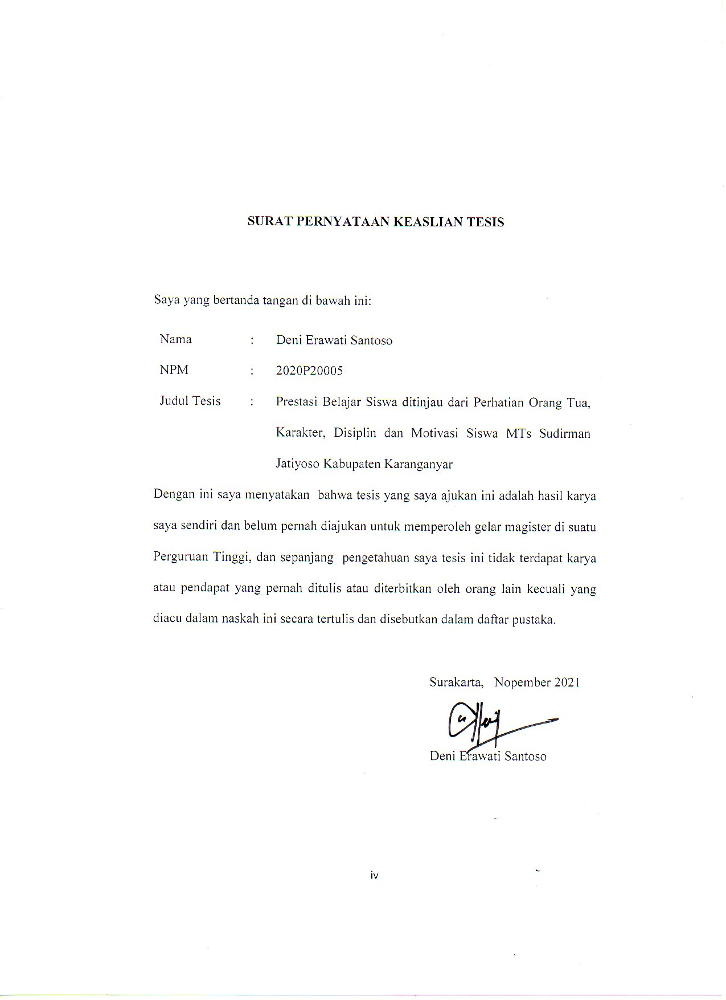 SURAT PERNYATAAN KEASLIAN TESIS
Saya yang bertanda tangan di bawah ini:
Nama : Deni Erawati Santoso
NPM : 2020P20005
Judul Tesis : Prestasi Belajar Siswa ditinjau dari Perhatian Orang Tua,
Karakter, Disiplin dan Motivasi Siswa MTs Sudirman
Jatiyoso Kabupaten Karanganyar
Dengan ini saya menyatakan bahwa tesis yang saya ajukan ini adalah hasil karya
saya sendiri dan belum pernah diajukan untuk memperoleh gelar magister di suatu
Perguruan Tinggi, dan sepanjang pengetahuan saya tesis ini tidak terdapat karya
atau pendapat yang pernah ditulis atau diterbitkan oleh orang lain kecuali yang
diacu dalam naskah ini secara tertulis dan disebutkan dalam daftar pustaka.
Surakarta, Nopember 2021
Deni Erawati Santoso
iv